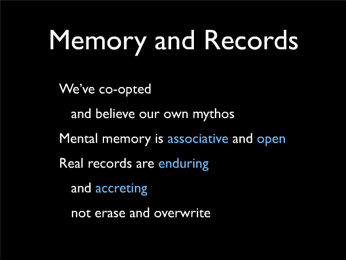 Memory and Records
We've co-opted
and believe our own mythos
Mental memory is associative and open
Real records are enduring
and accreting
not erase and overwrite